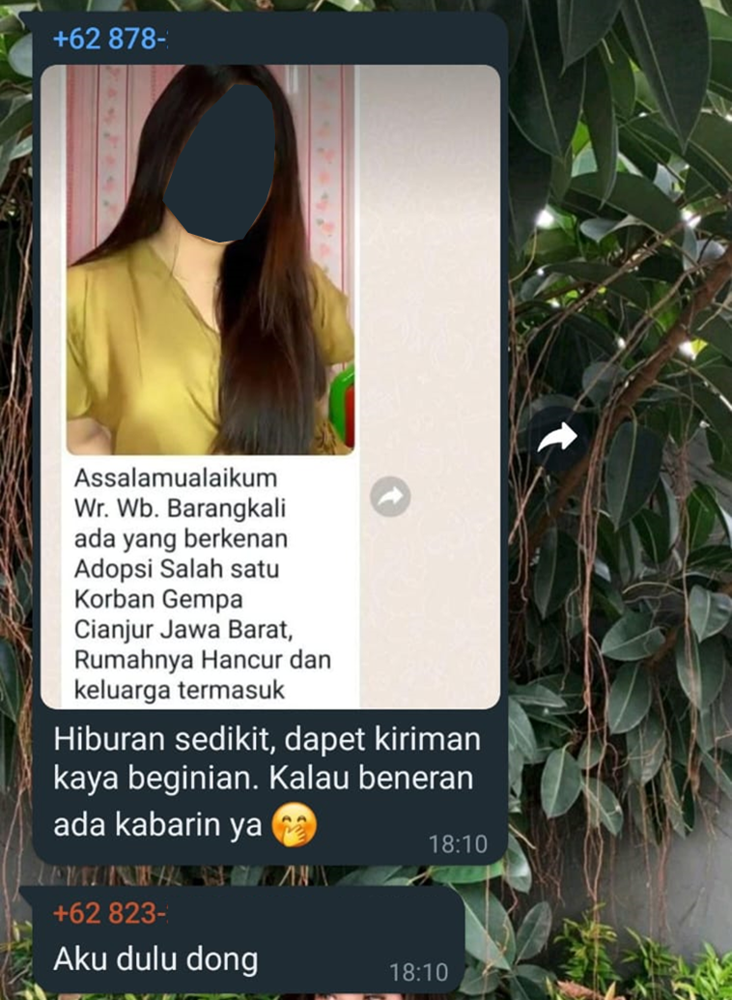 +62 878-
Assalamualaikum
Wr. Wb. Barangkali
ada yang berkenan
Adopsi Salah satu
Korban Gempa
Cianjur Jawa Barat,
Rumahnya Hancur dan
keluarga termasuk
Hiburan sedikit, dapet kiriman
kaya beginian. Kalau beneran
ada kabarin ya 🤭
18:10
+62 823-
Aku dulu dong
18:10